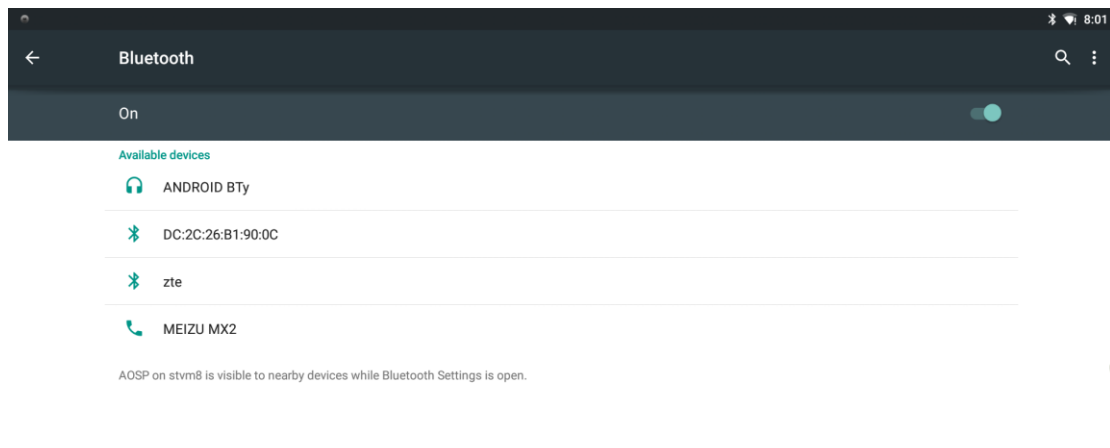 8:01
Bluetooth
On
Available devices
ANDROID BTy
DC:2C:26:B1:90:0C
zte
MEIZU MX2
AOSP on stvm8 is visible to nearby devices while Bluetooth Settings is open.